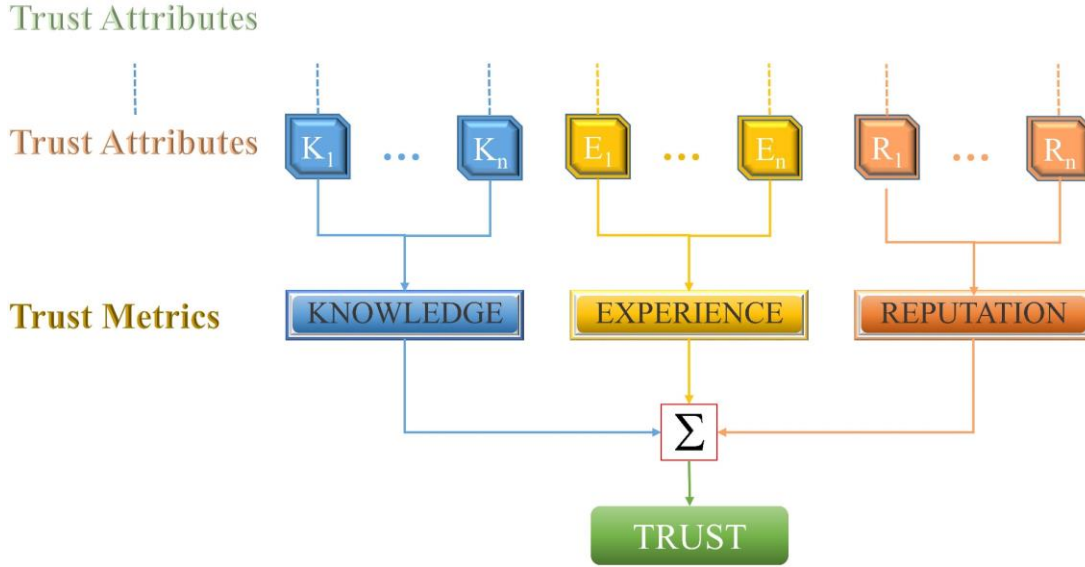 Trust Attributes
Trust Attributes
K1 ... Kn E1 ... En R1 ... Rn
Trust Metrics
KNOWLEDGE EXPERIENCE REPUTATION
Σ
TRUST